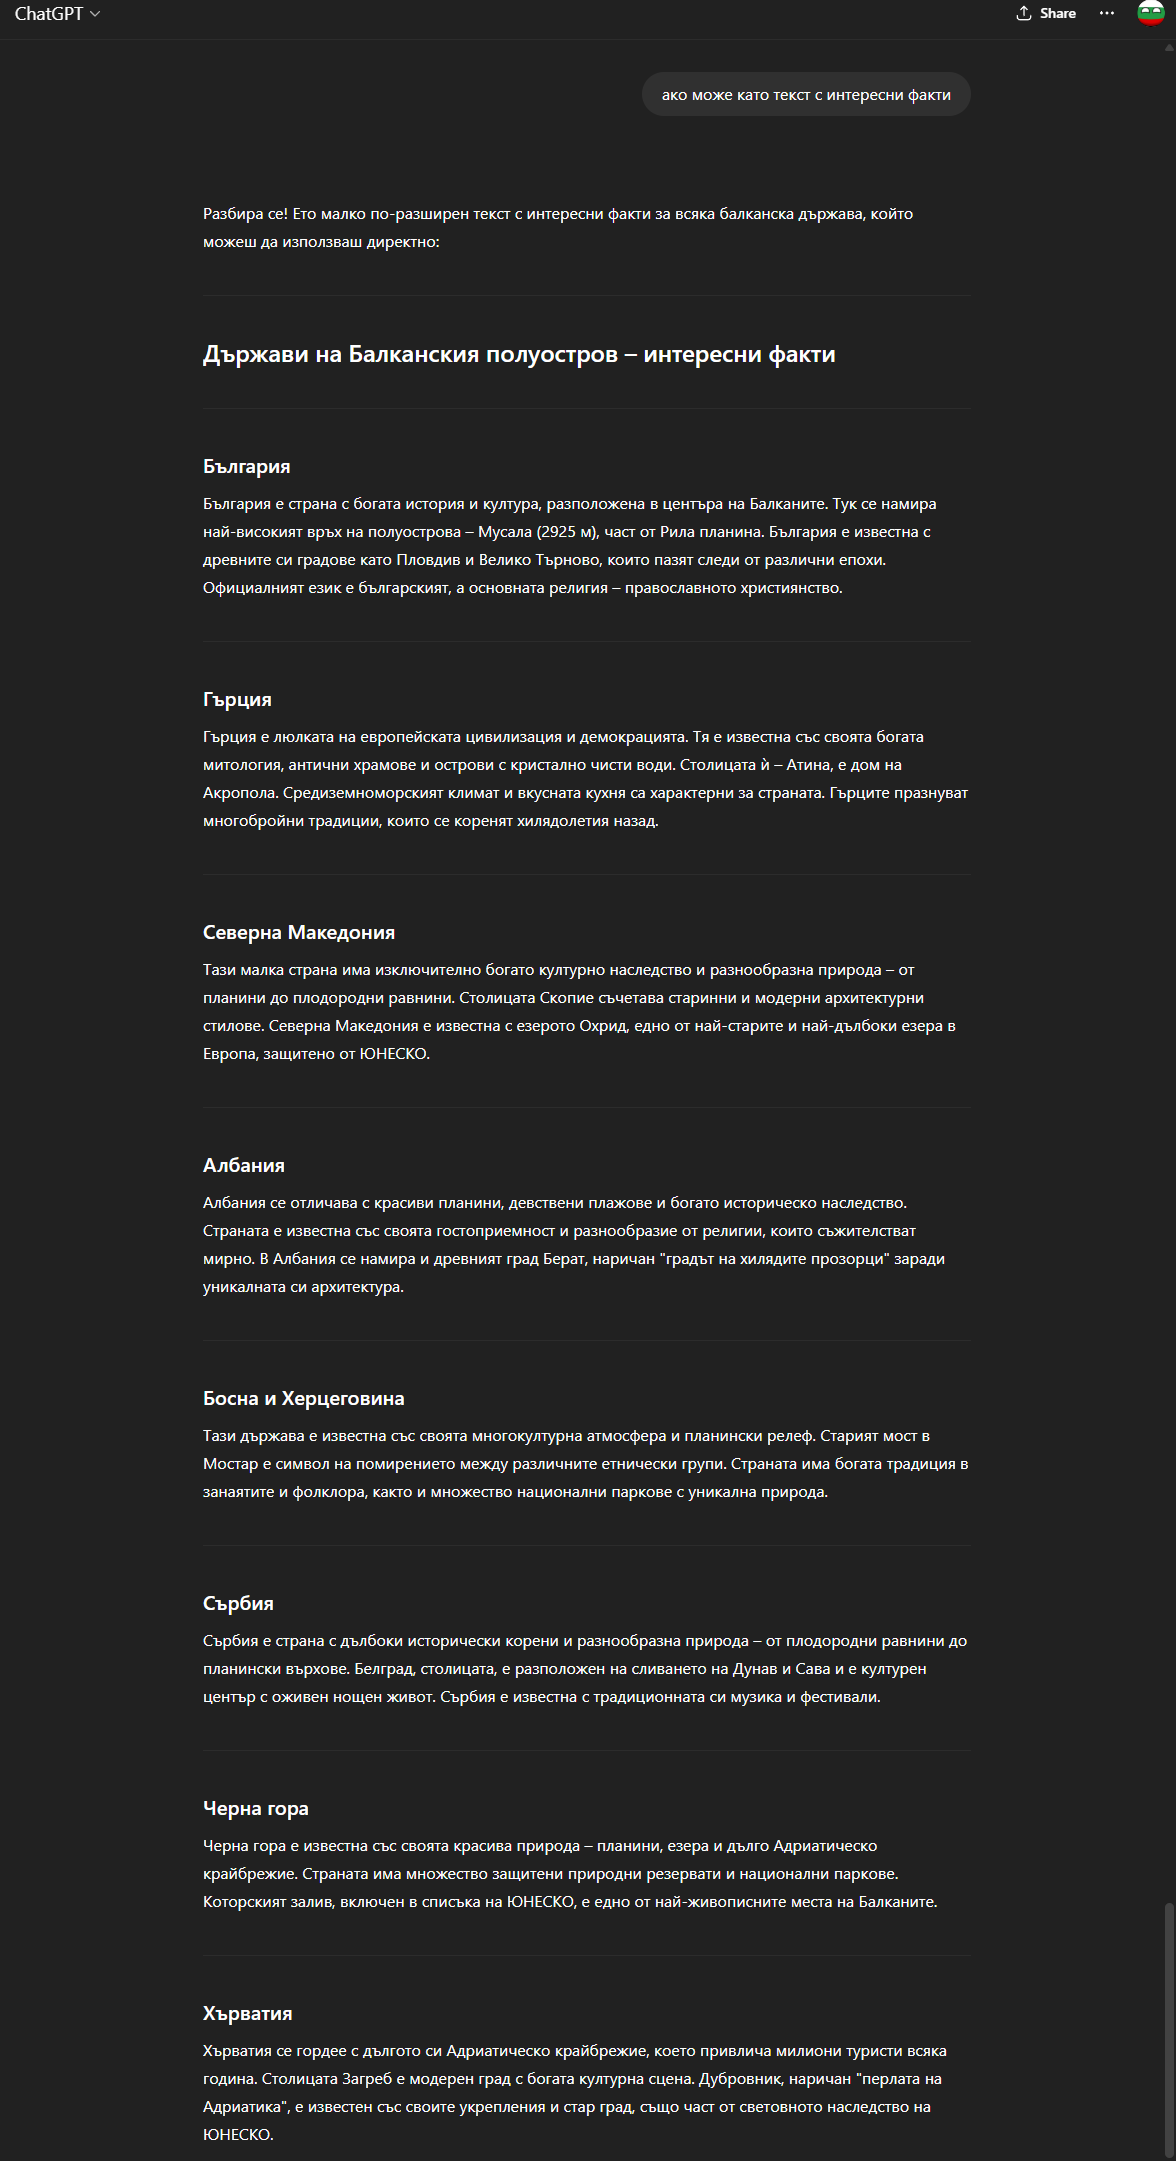 ChatGPT
Share
ако може като текст с интересни факти
Разбира се! Ето малко по-разширен текст с интересни факти за всяка балканска държава, който
можеш да използваш директно:
Държави на Балканския полуостров – интересни факти
България
България е страна с богата история и култура, разположена в центъра на Балканите. Тук се намира
най-високият връх на полуострова – Мусала (2925 м), част от Рила планина. България е известна с
древните си градове като Пловдив и Велико Търново, които пазят следи от различни епохи.
Официалният език е българският, а основната религия – православното християнство.
Гърция
Гърция е люлката на европейската цивилизация и демокрацията. Тя е известна със своята богата
митология, антични храмове и острови с кристално чисти води. Столицата ѝ – Атина, е дом на
Акропола. Средиземноморският климат и вкусната кухня са характерни за страната. Гърците празнуват
многобройни традиции, които се коренят хилядолетия назад.
Северна Македония
Тази малка страна има изключително богато културно наследство и разнообразна природа – от
планини до плодородни равнини. Столицата Скопие съчетава старинни и модерни архитектурни
стилове. Северна Македония е известна с езерото Охрид, едно от най-старите и най-дълбоки езера в
Европа, защитено от ЮНЕСКО.
Албания
Албания се отличава с красиви планини, девствени плажове и богато историческо наследство.
Страната е известна със своята гостоприемност и разнообразие от религии, които съжителстват
мирно. В Албания се намира и древният град Берат, наричан "градът на хилядите прозорци" заради
уникалната си архитектура.
Босна и Херцеговина
Тази държава е известна със своята многокултурна атмосфера и планински релеф. Старият мост в
Мостар е символ на помирението между различните етнически групи. Страната има богата традиция в
занаятите и фолклора, както и множество национални паркове с уникална природа.
Сърбия
Сърбия е страна с дълбоки исторически корени и разнообразна природа – от плодородни равнини до
планински върхове. Белград, столицата, е разположен на сливането на Дунав и Сава и е културен
център с оживен нощен живот. Сърбия е известна с традиционната си музика и фестивали.
Черна гора
Черна гора е известна със своята красива природа – планини, езера и дълго Адриатическо
крайбрежие. Страната има множество защитени природни резервати и национални паркове.
Которският залив, включен в списъка на ЮНЕСКО, е едно от най-живописните места на Балканите.
Хърватия
Хърватия се гордее с дългото си Адриатическо крайбрежие, което привлича милиони туристи всяка
година. Столицата Загреб е модерен град с богата културна сцена. Дубровник, наричан "перлата на
Адриатика", е известен със своите укрепления и стар град, също част от световното наследство на
ЮНЕСКО.